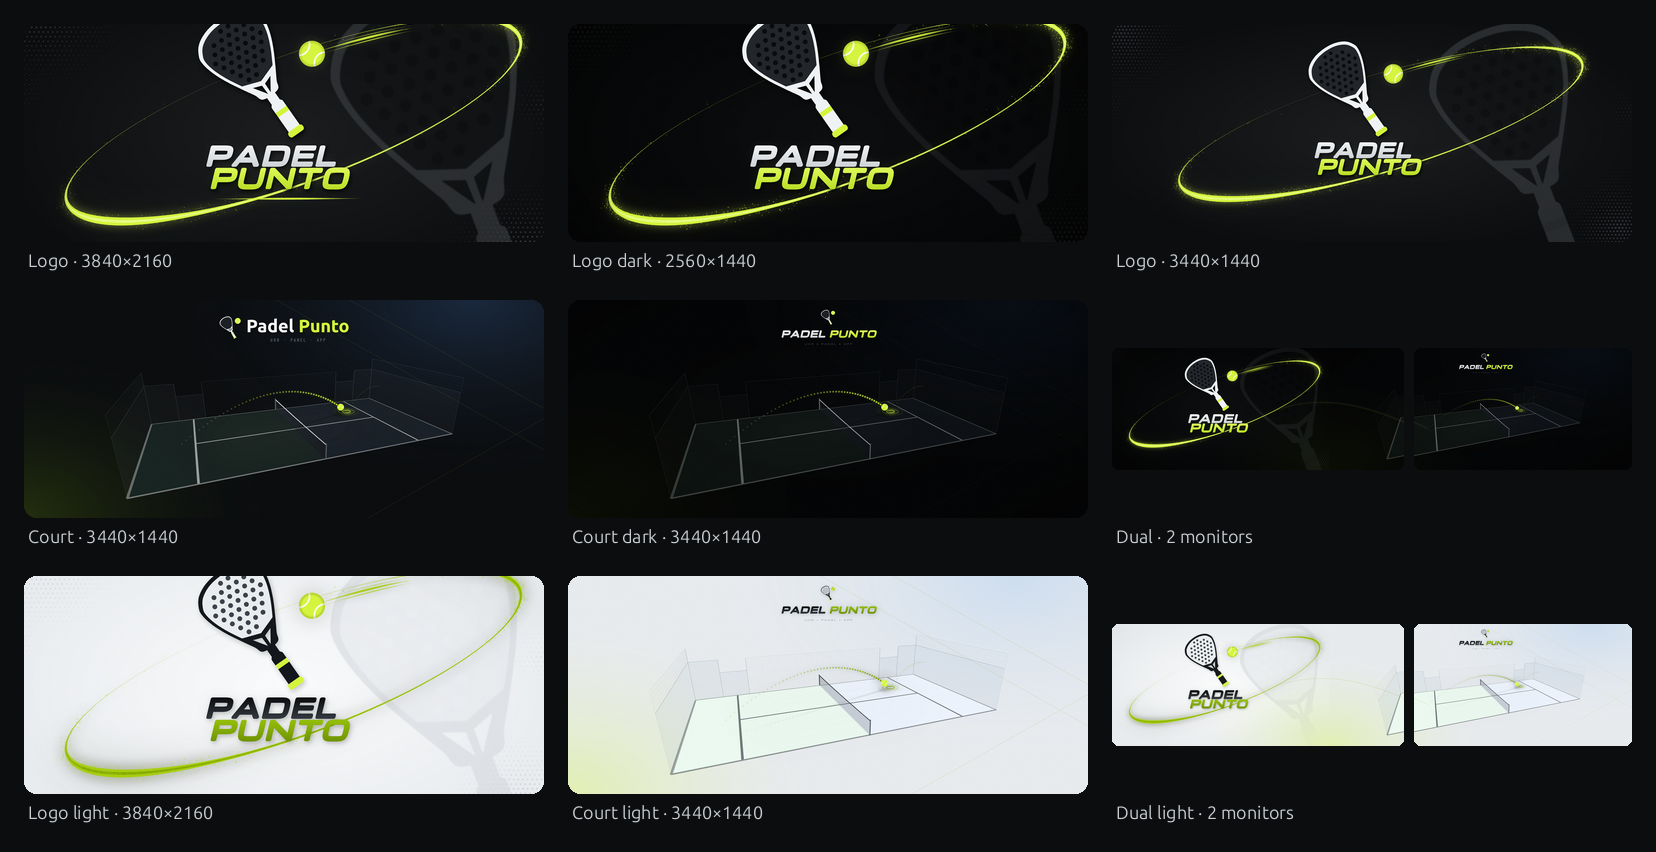 PADEL
PUNTO
PADEL
PUNTO
PADEL
PUNTO
Logo · 3840×2160
Logo dark · 2560×1440
Logo · 3440×1440
Padel Punto
PADEL PUNTO
PADEL
PUNTO
PADEL PUNTO
Court · 3440×1440
Court dark · 3440×1440
Dual · 2 monitors
PADEL
PUNTO
PADEL PUNTO
PADEL
PUNTO
PADEL PUNTO
Logo light · 3840×2160
Court light · 3440×1440
Dual light · 2 monitors